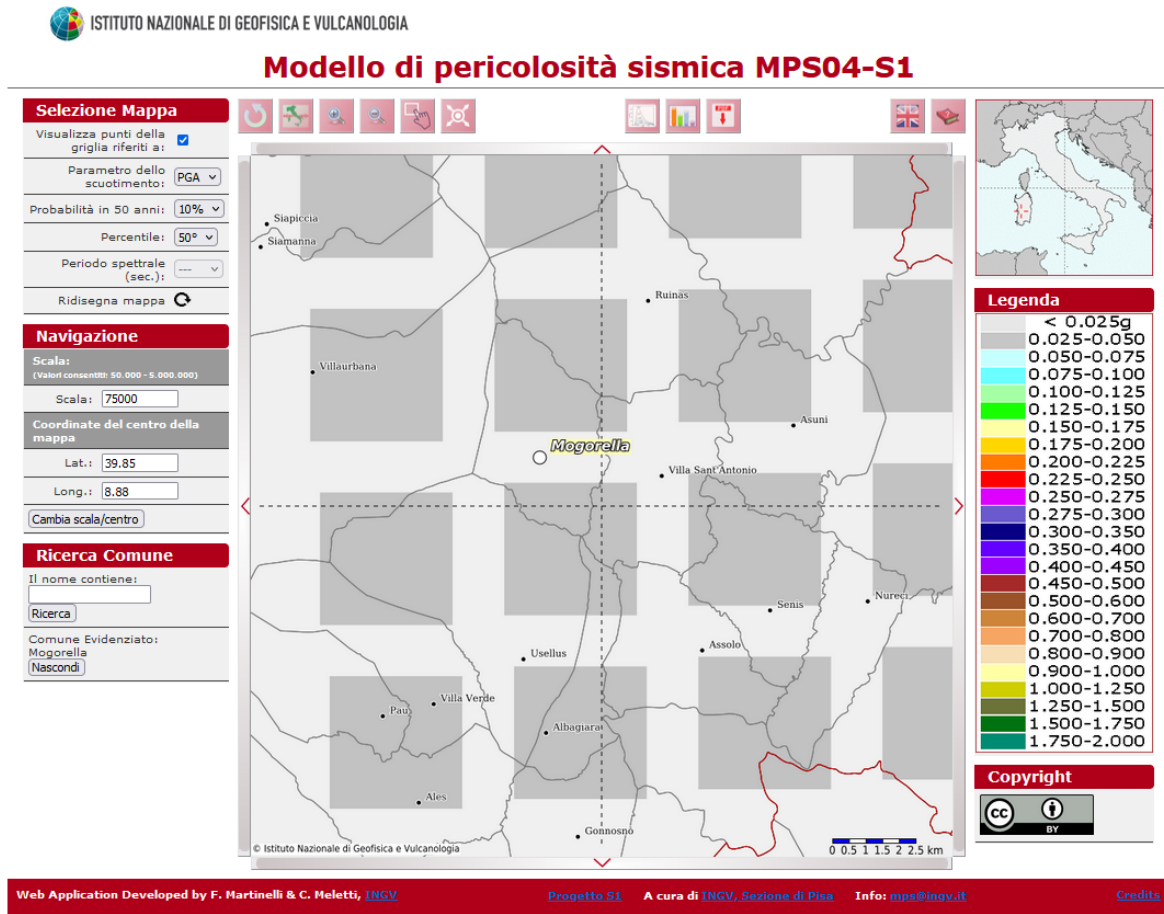 ISTITUTO NAZIONALE DI GEOFISICA E VULCANOLOGIA
Modello di pericolosità sismica MPS04-S1
Selezione Mappa
Visualizza punti della
griglia riferiti a:
Parametro dello
scuotimento: PGA
Probabilità in 50 anni: 10%
Percentile: 50°
Periodo spettrale
(sec.): ---
Ridisegna mappa
Navigazione
Scala:
(Valori consentiti: 50.000 - 5.000.000)
Scala: 75000
Coordinate del centro della
mappa
Lat.: 39.85
Long.: 8.88
Cambia scala/centro
Ricerca Comune
Il nome contiene:
Ricerca
Comune Evidenziato:
Mogorella
Nascondi
PDF
Siapiccia
Siamanna
Ruinas
Villaurbana
Asuni
Mogorella
Villa Sant Antonio
Nureci
Senis
Assolo
Usellus
Villa Verde
Pau
Albagiara
Ales
Gonnosno
© Istituto Nazionale di Geofisica e Vulcanologia
0 0.5 1 1.5 2 2.5 km
Legenda
< 0.025g
0.025-0.050
0.050-0.075
0.075-0.100
0.100-0.125
0.125-0.150
0.150-0.175
0.175-0.200
0.200-0.225
0.225-0.250
0.250-0.275
0.275-0.300
0.300-0.350
0.350-0.400
0.400-0.450
0.450-0.500
0.500-0.600
0.600-0.700
0.700-0.800
0.800-0.900
0.900-1.000
1.000-1.250
1.250-1.500
1.500-1.750
1.750-2.000
Copyright
cc
BY
Web Application Developed by F. Martinelli & C. Meletti, INGV
Progetto S1
A cura di INGV, Sezione di Pisa
Info: mps@ingv.it
Credits